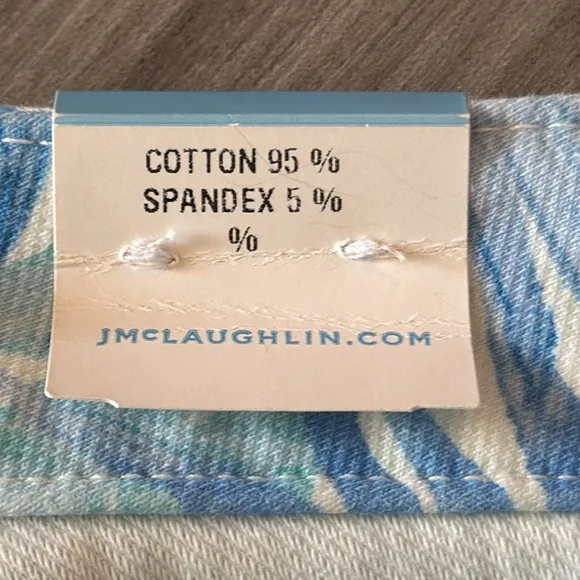 COTTON 95 %
SPANDEX 5 %
%
JMCLAUGHLIN.COM